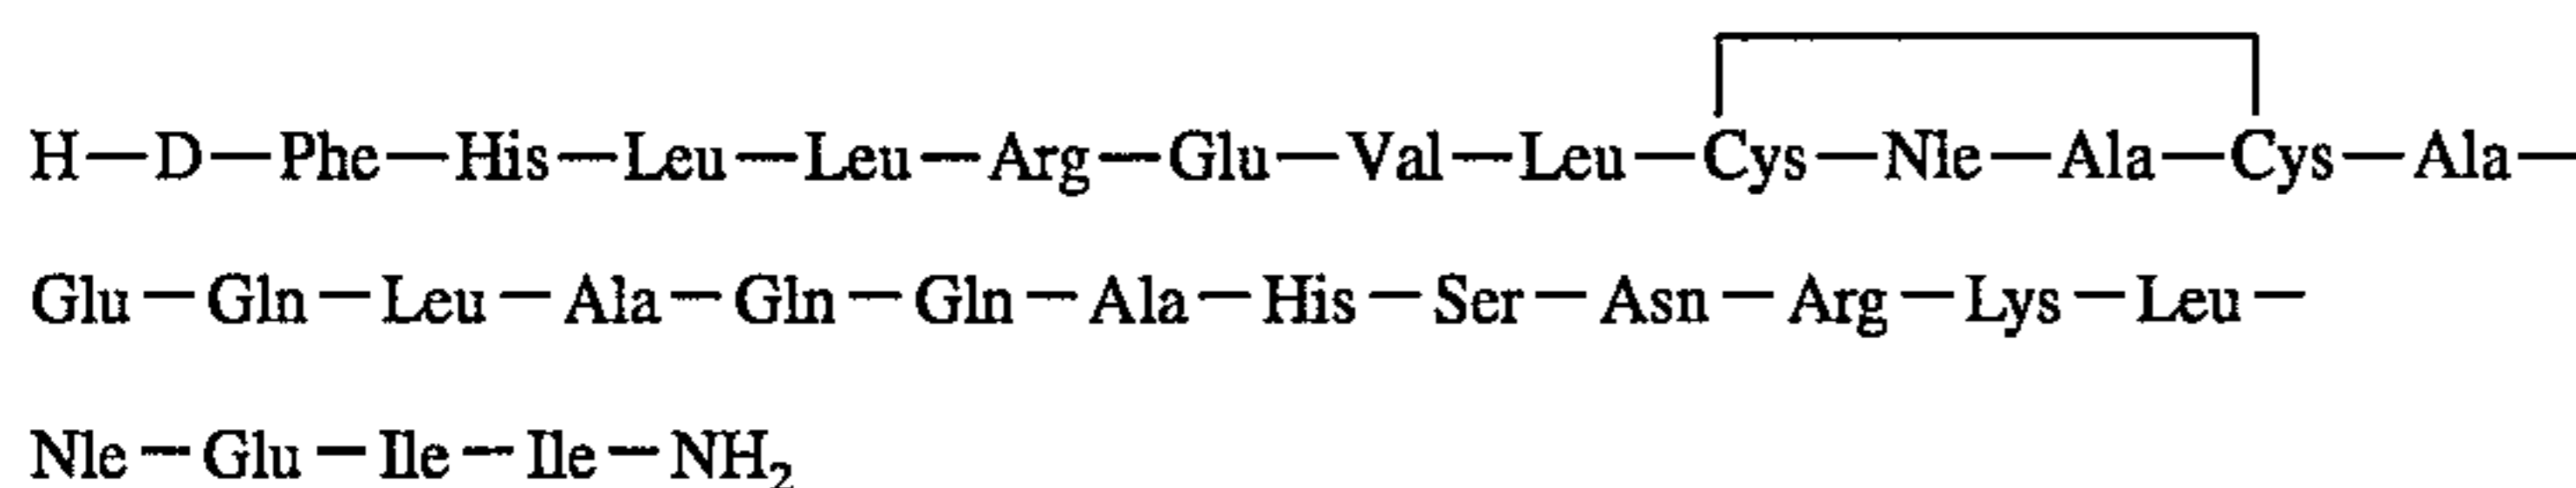 H—D—Phe—His—Leu—Leu—Arg—Glu—Val—Leu—Cys—Nle—Ala—Cys—Ala—
Glu—Gln—Leu—Ala—Gln—Gln—Ala—His—Ser—Asn—Arg—Lys—Leu—
Nle—Glu—Ile—Ile—NH₂